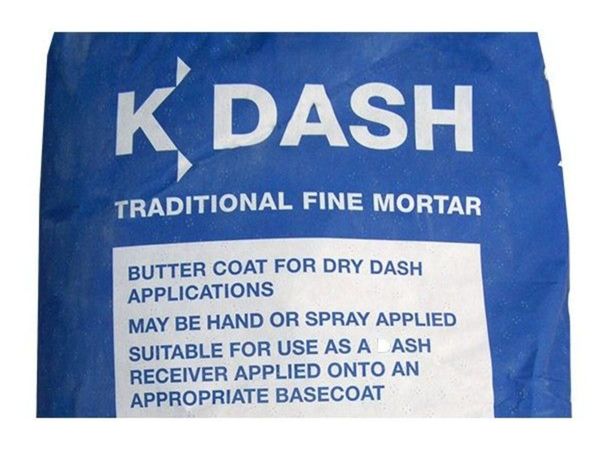 K DASH
TRADITIONAL FINE MORTAR
BUTTER COAT FOR DRY DASH
APPLICATIONS
MAY BE HAND OR SPRAY APPLIED
SUITABLE FOR USE AS A ASH
RECEIVER APPLIED ONTO AN
APPROPRIATE BASECOAT